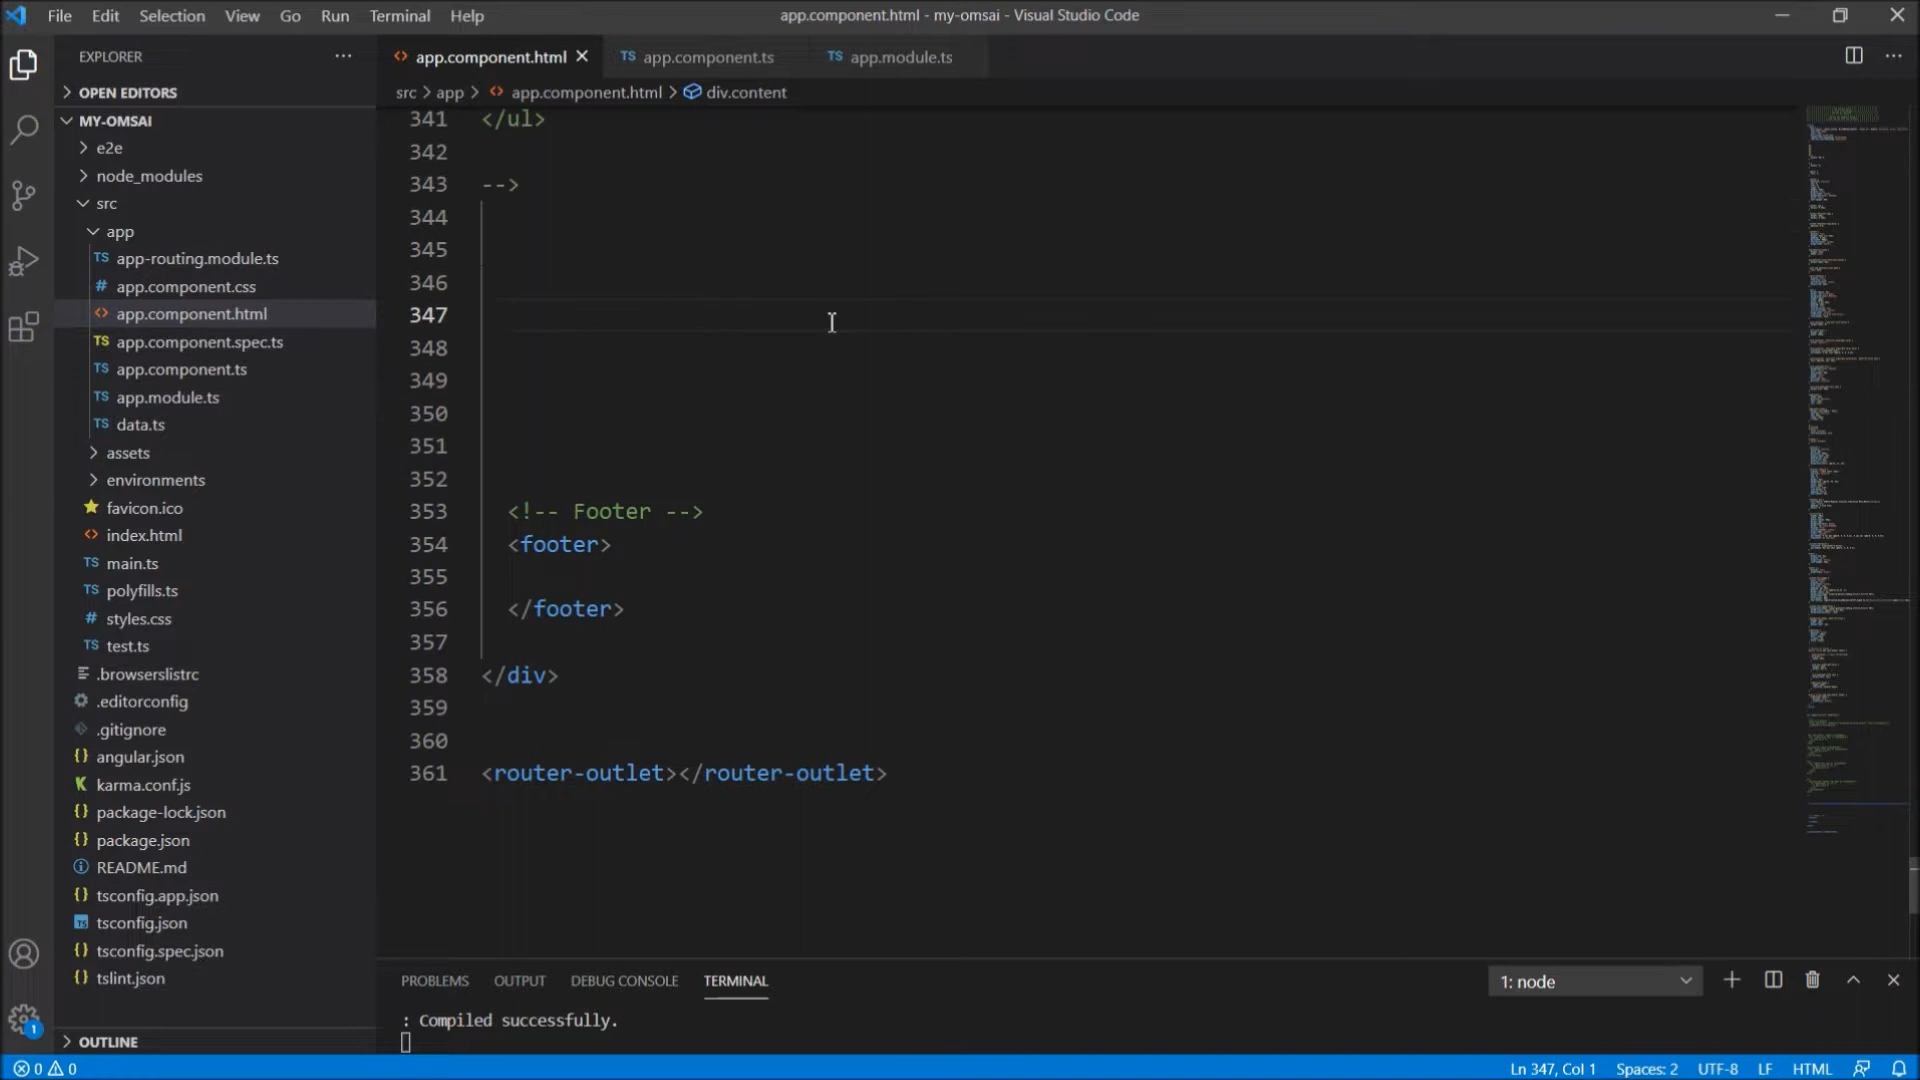 File Edit Selection View Go Run Terminal Help
app.component.html - my-omsai - Visual Studio Code
EXPLORER
OPEN EDITORS
MY-OMSAI
e2e
node_modules
src
app
TS app-routing.module.ts
# app.component.css
<> app.component.html
TS app.component.spec.ts
TS app.component.ts
TS app.module.ts
TS data.ts
assets
environments
favicon.ico
<> index.html
TS main.ts
TS polyfills.ts
# styles.css
TS test.ts
.browserslistrc
.editorconfig
.gitignore
{} angular.json
K karma.conf.js
{} package-lock.json
{} package.json
README.md
{} tsconfig.app.json
TS tsconfig.json
{} tsconfig.spec.json
{} tslint.json
OUTLINE
<> app.component.html TS app.component.ts TS app.module.ts
src > app > <> app.component.html > div.content
341 </ul>
342
343 -->
344
345
346
347
348
349
350
351
352
353 <!-- Footer -->
354 <footer>
355
356 </footer>
357
358 </div>
359
360
361 <router-outlet></router-outlet>
PROBLEMS OUTPUT DEBUG CONSOLE TERMINAL
1: node
: Compiled successfully.
1
0 0
Ln 347, Col 1 Spaces: 2 UTF-8 LF HTML